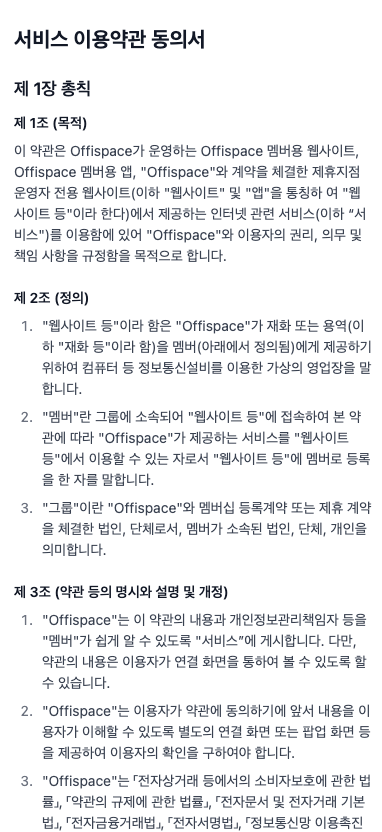 서비스 이용약관 동의서
제 1장 총칙
제 1조 (목적)
이 약관은 Offispace가 운영하는 Offispace 멤버용 웹사이트,
Offispace 멤버용 앱, "Offispace"와 계약을 체결한 제휴지점
운영자 전용 웹사이트(이하 "웹사이트" 및 "앱"을 통칭하 여 "웹
사이트 등"이라 한다)에서 제공하는 인터넷 관련 서비스(이하 “서
비스")를 이용함에 있어 "Offispace"와 이용자의 권리, 의무 및
책임 사항을 규정함을 목적으로 합니다.
제 2조 (정의)
1. "웹사이트 등"이라 함은 "Offispace"가 재화 또는 용역(이
하 "재화 등"이라 함)을 멤버(아래에서 정의됨)에게 제공하기
위하여 컴퓨터 등 정보통신설비를 이용한 가상의 영업장을 말
합니다.
2. "멤버"란 그룹에 소속되어 "웹사이트 등"에 접속하여 본 약
관에 따라 "Offispace"가 제공하는 서비스를 "웹사이트
등"에서 이용할 수 있는 자로서 "웹사이트 등"에 멤버로 등록
을 한 자를 말합니다.
3. "그룹"이란 "Offispace"와 멤버십 등록계약 또는 제휴 계약
을 체결한 법인, 단체로서, 멤버가 소속된 법인, 단체, 개인을
의미합니다.
제 3조 (약관 등의 명시와 설명 및 개정)
1. "Offispace"는 이 약관의 내용과 개인정보관리책임자 등을
"멤버"가 쉽게 알 수 있도록 "서비스”에 게시합니다. 다만,
약관의 내용은 이용자가 연결 화면을 통하여 볼 수 있도록 할
수 있습니다.
2. "Offispace"는 이용자가 약관에 동의하기에 앞서 내용을 이
용자가 이해할 수 있도록 별도의 연결 화면 또는 팝업 화면 등
을 제공하여 이용자의 확인을 구하여야 합니다.
3. "Offispace"는 「전자상거래 등에서의 소비자보호에 관한 법
률」, 「약관의 규제에 관한 법률」, 「전자문서 및 전자거래 기본
법」, 「전자금융거래법」, 「전자서명법」, 「정보통신망 이용촉진